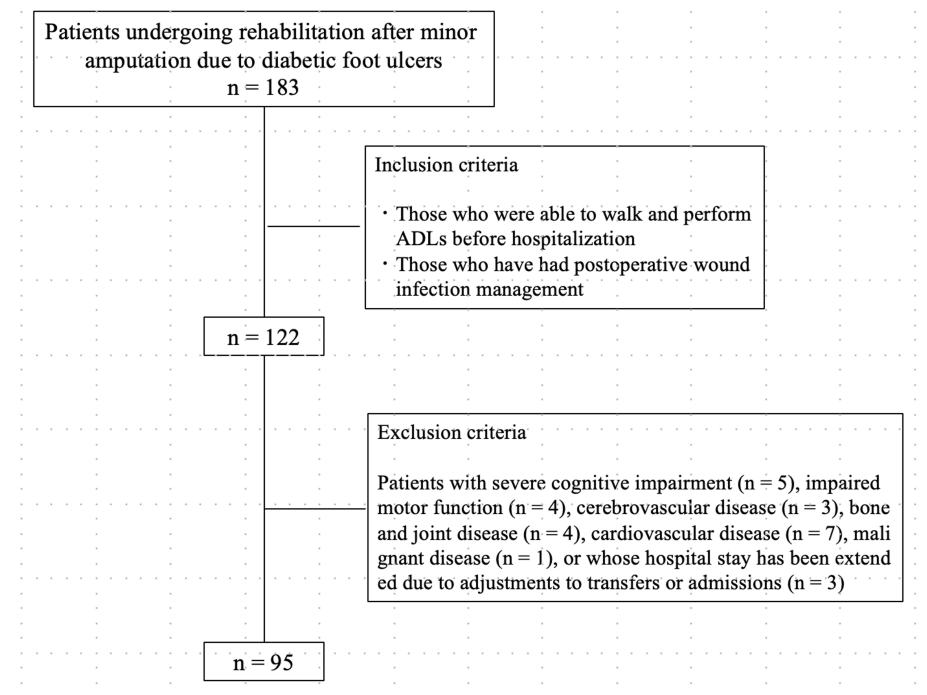 Patients undergoing rehabilitation after minor
amputation due to diabetic foot ulcers
n = 183
Inclusion criteria
・Those who were able to walk and perform
ADLs before hospitalization
・Those who have had postoperative wound
infection management
n = 122
Exclusion criteria
Patients with severe cognitive impairment (n = 5), impaired
motor function (n = 4), cerebrovascular disease (n = 3), bone
and joint disease (n = 4), cardiovascular disease (n = 7), mali
gnant disease (n = 1), or whose hospital stay has been extend
ed due to adjustments to transfers or admissions (n = 3)
n = 95